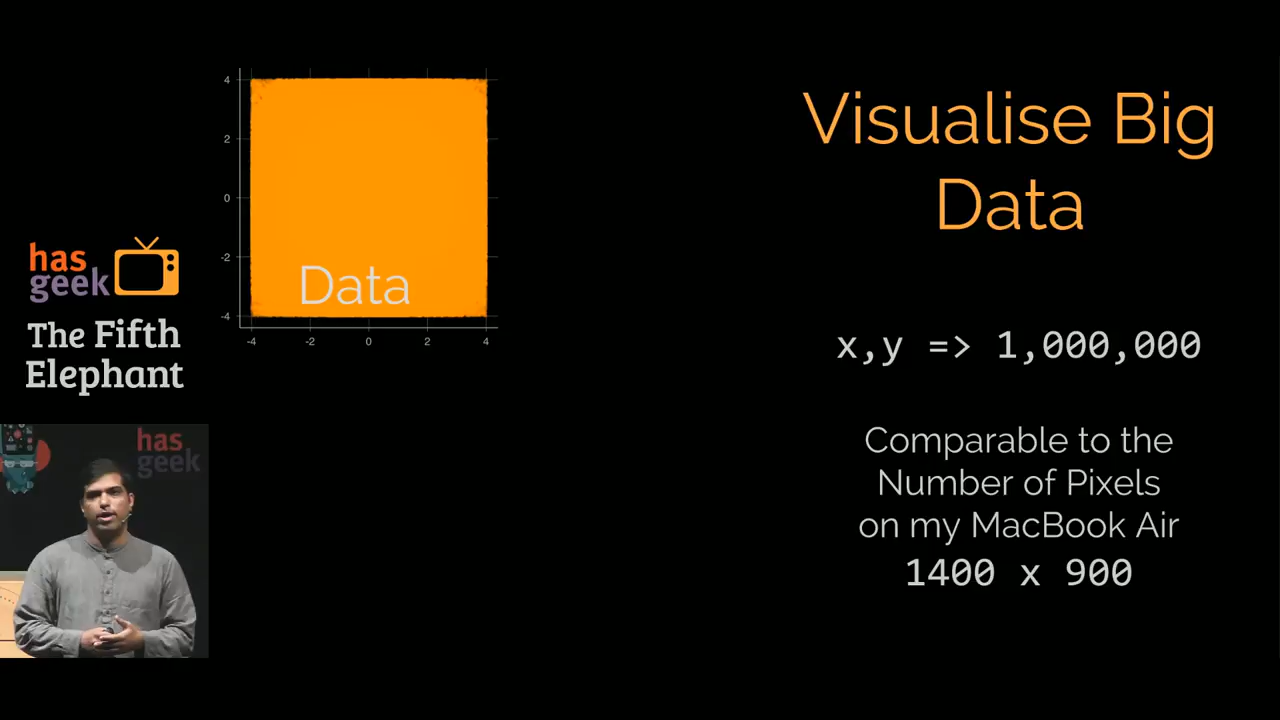 Visualise Big
Data
4
2
0
-2
-4
-4
-2
0
2
4
Data
has
geek
The Fifth
Elephant
x,y => 1,000,000
Comparable to the
Number of Pixels
on my MacBook Air
1400 x 900
has
geek